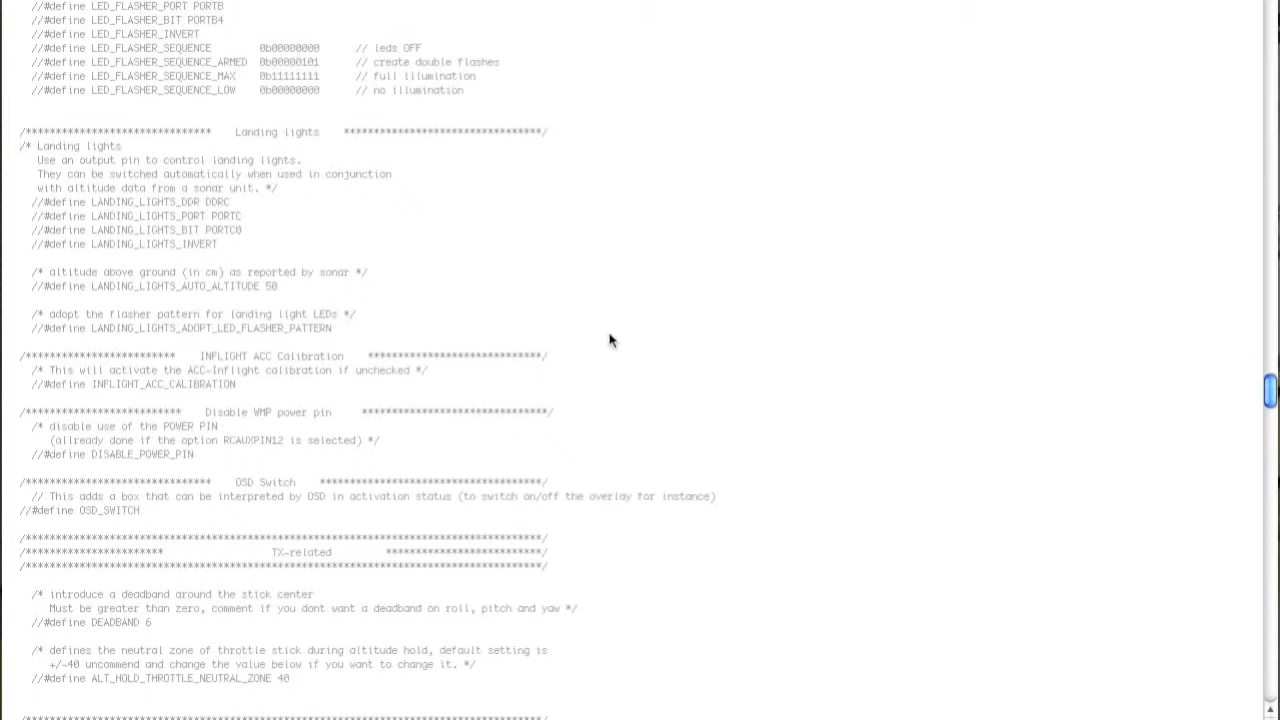 //#define LED_FLASHER_PORT PORTB
//#define LED_FLASHER_BIT PORTB4
//#define LED_FLASHER_INVERT
//#define LED_FLASHER_SEQUENCE        0b00000000      // leds OFF
//#define LED_FLASHER_SEQUENCE_ARMED  0b00000101      // create double flashes
//#define LED_FLASHER_SEQUENCE_MAX    0b11111111      // full illumination
//#define LED_FLASHER_SEQUENCE_LOW    0b00000000      // no illumination
/*******************************    Landing lights    *********************************/
/* Landing lights
Use an output pin to control landing lights.
They can be switched automatically when used in conjunction
with altitude data from a sonar unit. */
//#define LANDING_LIGHTS_DDR DDRC
//#define LANDING_LIGHTS_PORT PORTC
//#define LANDING_LIGHTS_BIT PORTC0
//#define LANDING_LIGHTS_INVERT
/* altitude above ground (in cm) as reported by sonar */
//#define LANDING_LIGHTS_AUTO_ALTITUDE 50
/* adopt the flasher pattern for landing light LEDs */
//#define LANDING_LIGHTS_ADOPT_LED_FLASHER_PATTERN
/*************************    INFLIGHT ACC Calibration    *****************************/
/* This will activate the ACC-Inflight calibration if unchecked */
//#define INFLIGHT_ACC_CALIBRATION
/**************************    Disable WMP power pin     *******************************/
/* disable use of the POWER PIN
(allready done if the option RCAUXPIN12 is selected) */
//#define DISABLE_POWER_PIN
/*******************************    OSD Switch    *************************************/
// This adds a box that can be interpreted by OSD in activation status (to switch on/off the overlay for instance)
//#define OSD_SWITCH
/**************************************************************************************/
/***********************                  TX-related         **************************/
/**************************************************************************************/
/* introduce a deadband around the stick center
Must be greater than zero, comment if you dont want a deadband on roll, pitch and yaw */
//#define DEADBAND 6
/* defines the neutral zone of throttle stick during altitude hold, default setting is
+/-40 uncommend and change the value below if you want to change it. */
//#define ALT_HOLD_THROTTLE_NEUTRAL_ZONE 40
/**************************************************************************************/